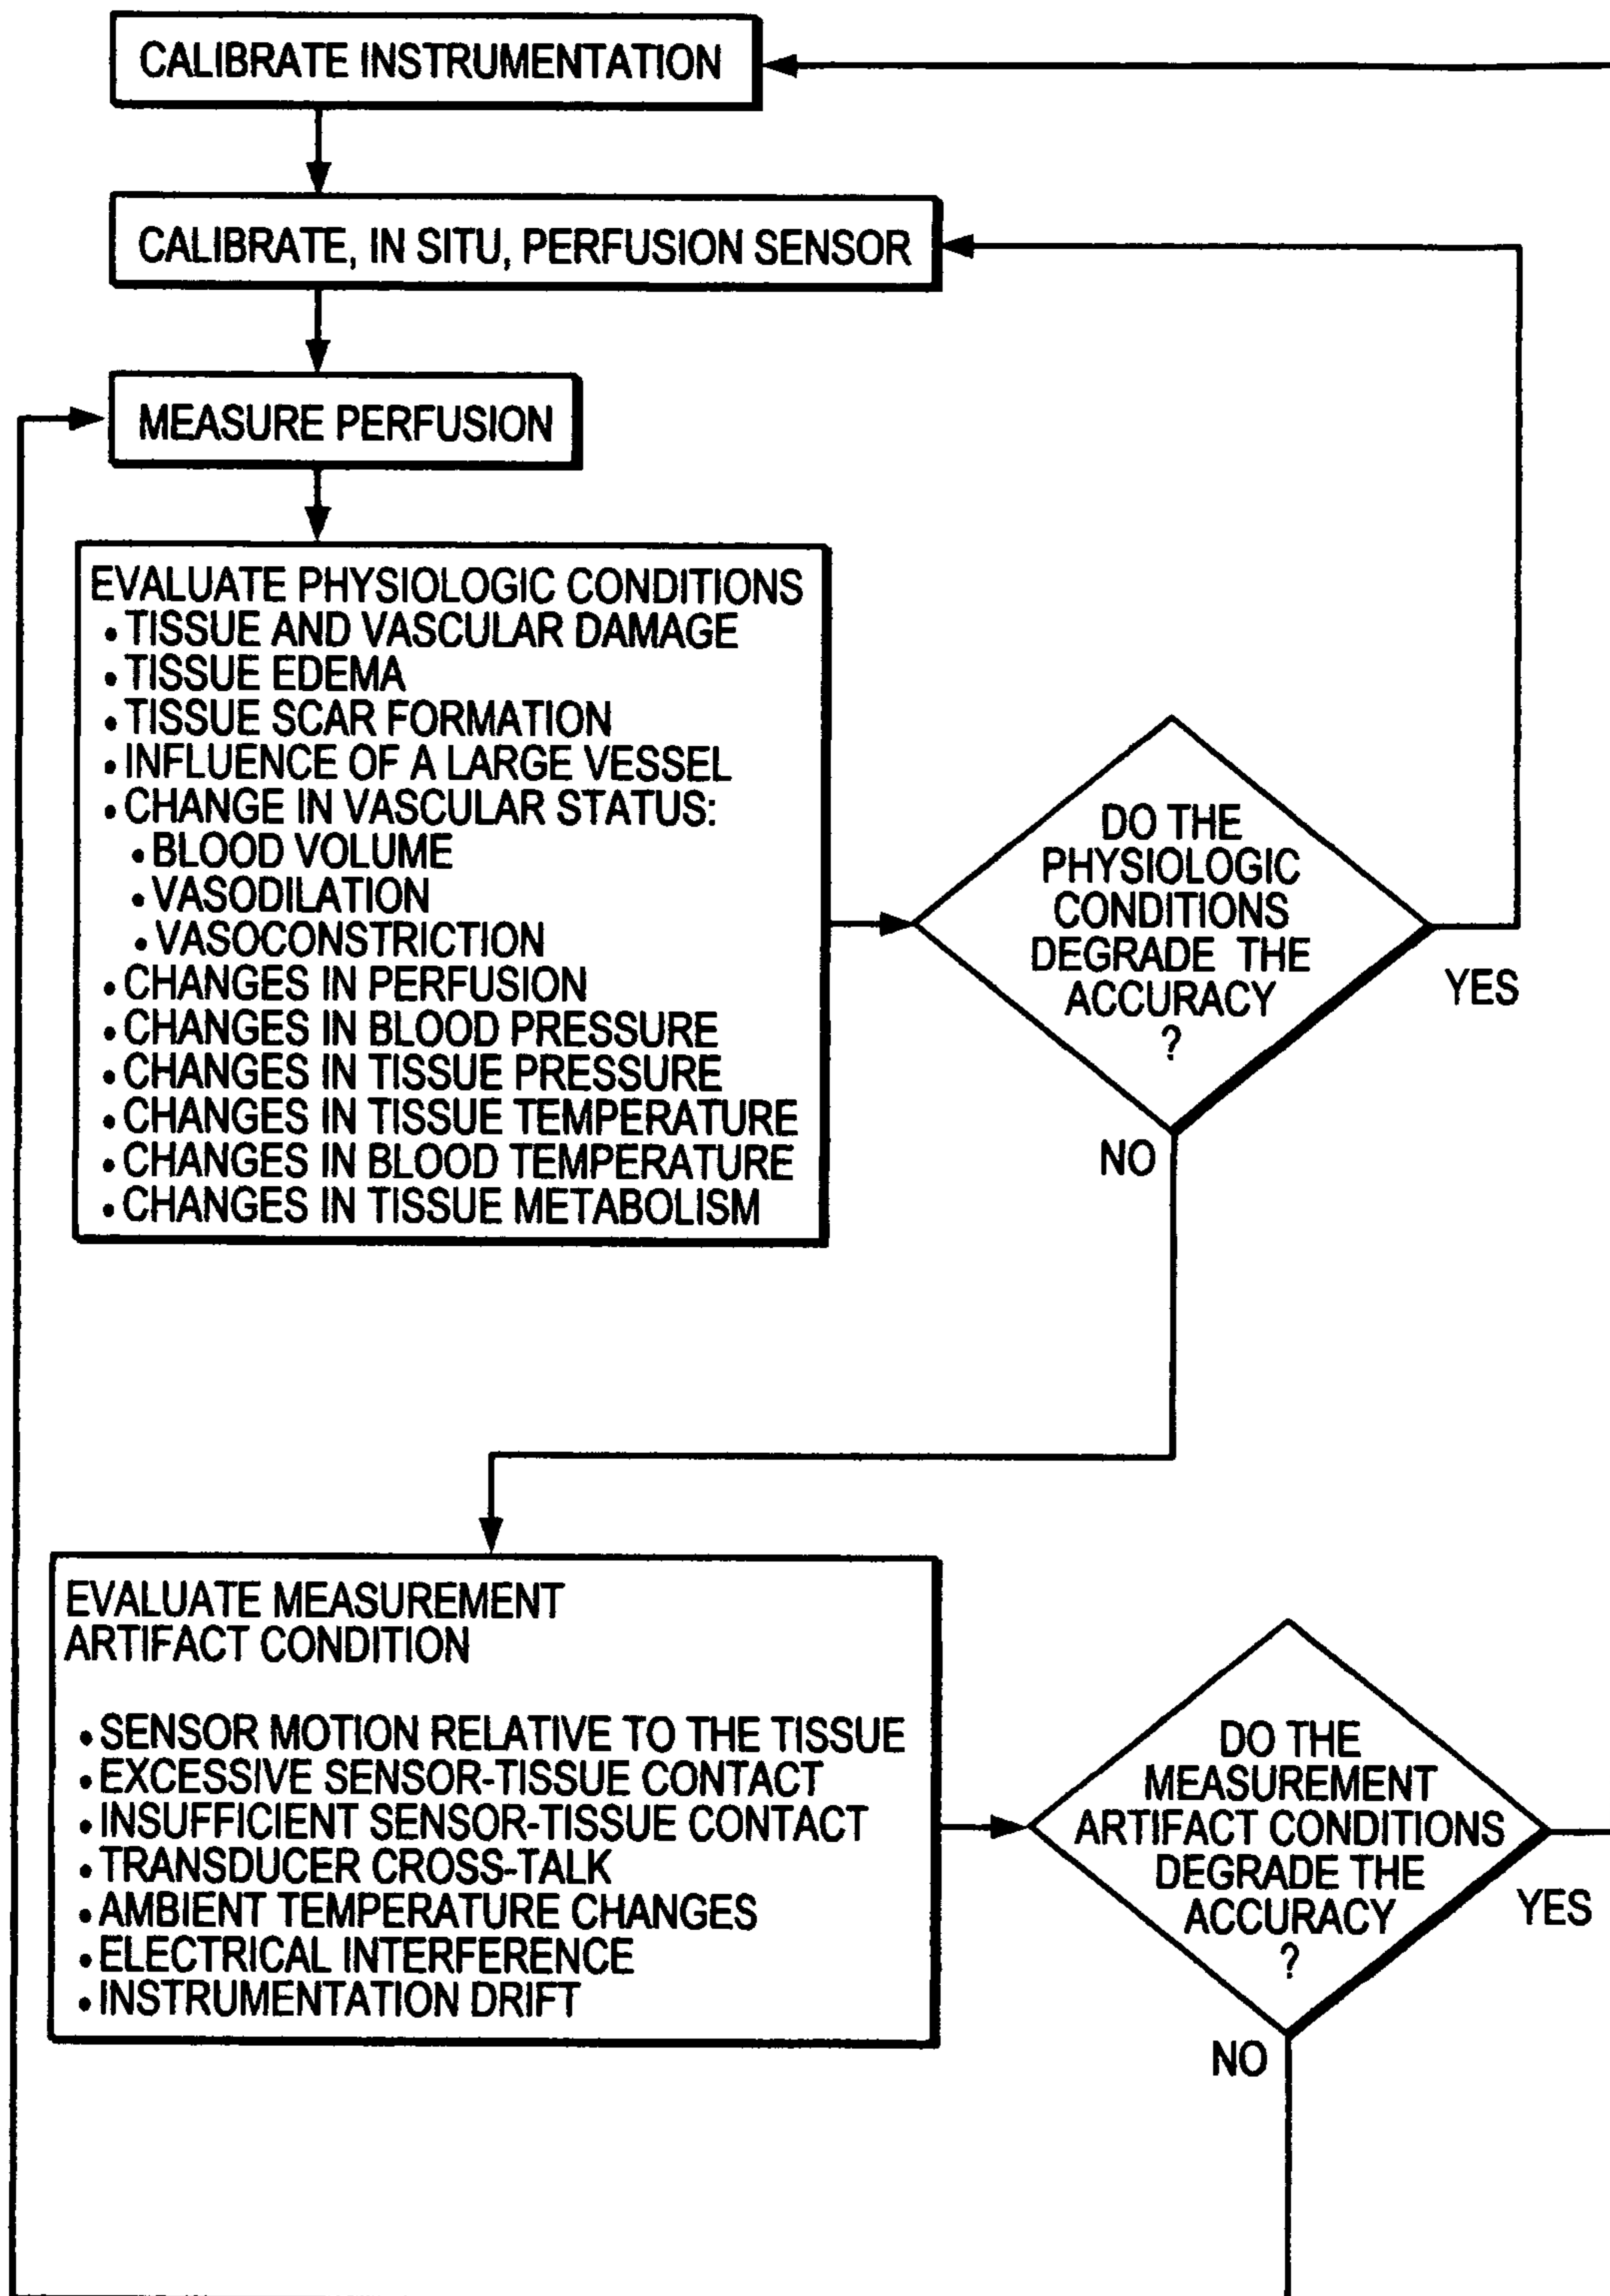 CALIBRATE INSTRUMENTATION
CALIBRATE, IN SITU, PERFUSION SENSOR
MEASURE PERFUSION
EVALUATE PHYSIOLOGIC CONDITIONS
• TISSUE AND VASCULAR DAMAGE
• TISSUE EDEMA
• TISSUE SCAR FORMATION
• INFLUENCE OF A LARGE VESSEL
• CHANGE IN VASCULAR STATUS:
• BLOOD VOLUME
• VASODILATION
• VASOCONSTRICTION
• CHANGES IN PERFUSION
• CHANGES IN BLOOD PRESSURE
• CHANGES IN TISSUE PRESSURE
• CHANGES IN TISSUE TEMPERATURE
• CHANGES IN BLOOD TEMPERATURE
• CHANGES IN TISSUE METABOLISM
DO THE
PHYSIOLOGIC
CONDITIONS
DEGRADE THE
ACCURACY
?
YES
NO
EVALUATE MEASUREMENT
ARTIFACT CONDITION
• SENSOR MOTION RELATIVE TO THE TISSUE
• EXCESSIVE SENSOR-TISSUE CONTACT
• INSUFFICIENT SENSOR-TISSUE CONTACT
• TRANSDUCER CROSS-TALK
• AMBIENT TEMPERATURE CHANGES
• ELECTRICAL INTERFERENCE
• INSTRUMENTATION DRIFT
DO THE
MEASUREMENT
ARTIFACT CONDITIONS
DEGRADE THE
ACCURACY
?
YES
NO